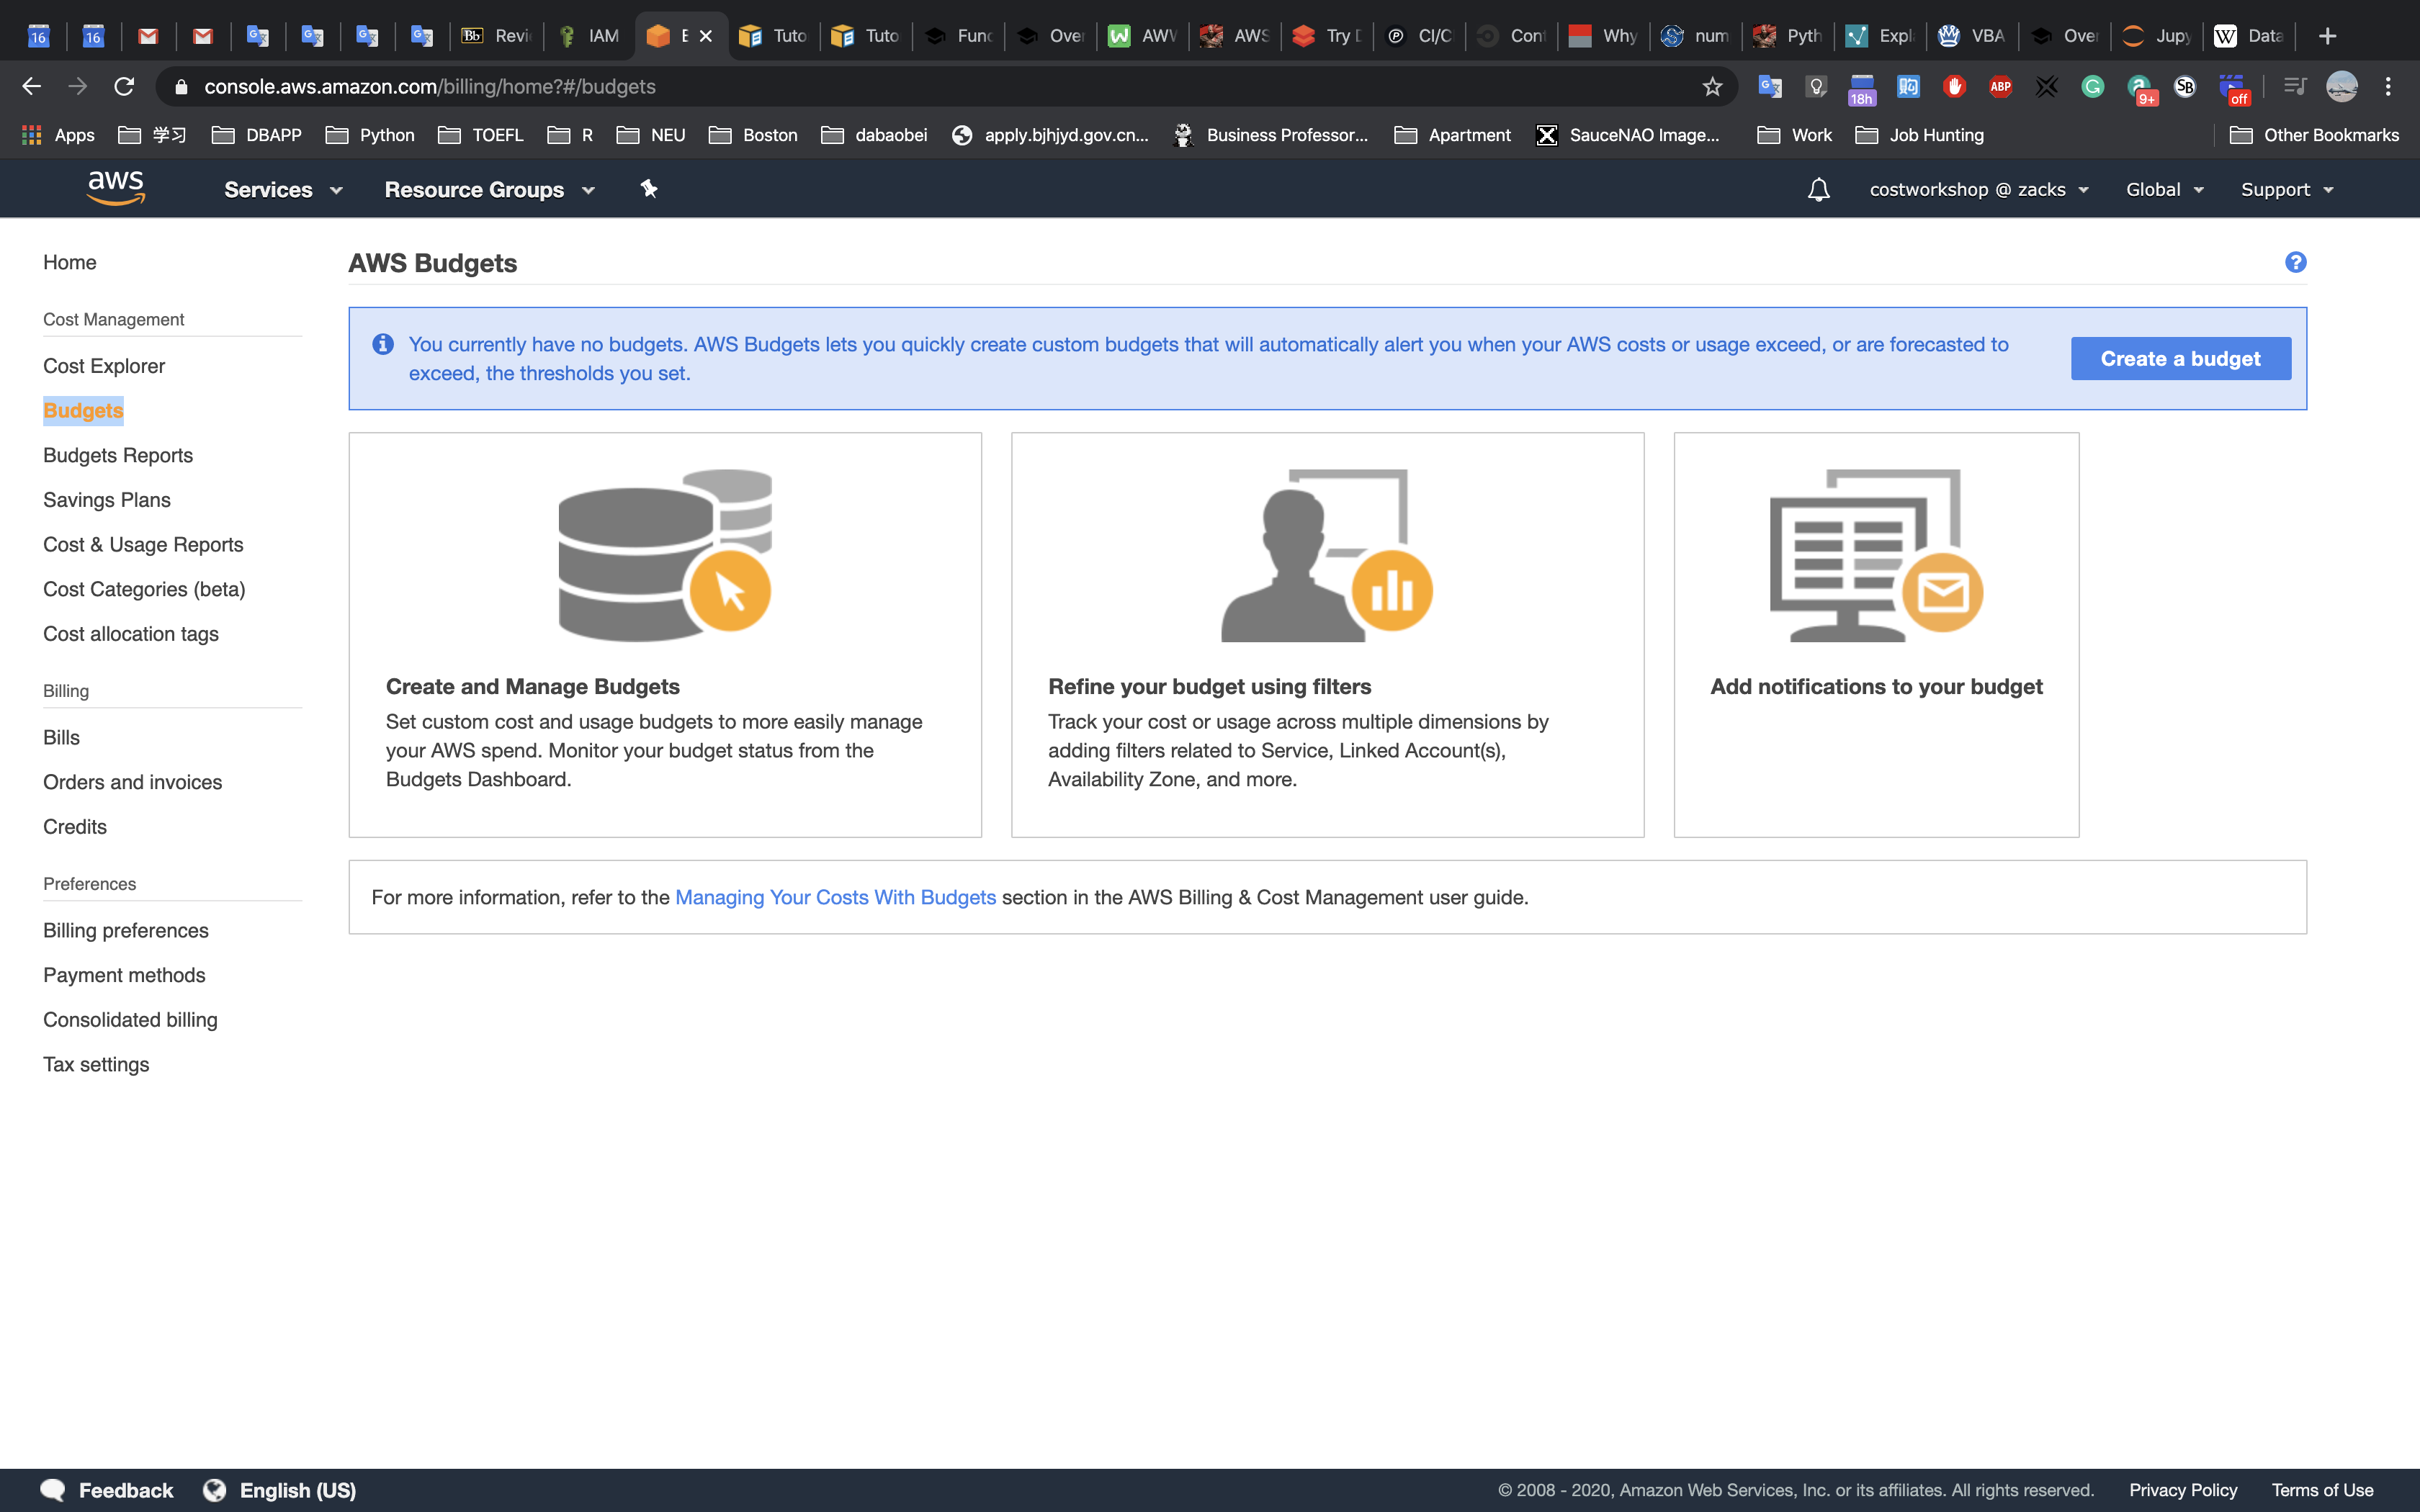 16
16
Bb Revi
IAM
Tuto
Tuto
Func
Over
AWW
AWS
Try
CI/C
Con
Why
num
Pyth
Expl
VBA
Over
Jupy
W Data
console.aws.amazon.com/billing/home?#/budgets
18h
ABP
9+
SB
off
Apps
学习
DBAPP
Python
TOEFL
R
NEU
Boston
dabaobei
apply.bjhjyd.gov.cn...
Business Professor...
Apartment
SauceNAO Image...
Work
Job Hunting
Other Bookmarks
aws
Services
Resource Groups
costworkshop @ zacks
Global
Support
Home
Cost Management
Cost Explorer
Budgets
Budgets Reports
Savings Plans
Cost & Usage Reports
Cost Categories (beta)
Cost allocation tags
Billing
Bills
Orders and invoices
Credits
Preferences
Billing preferences
Payment methods
Consolidated billing
Tax settings
AWS Budgets
You currently have no budgets. AWS Budgets lets you quickly create custom budgets that will automatically alert you when your AWS costs or usage exceed, or are forecasted to
exceed, the thresholds you set.
Create a budget
Create and Manage Budgets
Set custom cost and usage budgets to more easily manage
your AWS spend. Monitor your budget status from the
Budgets Dashboard.
Refine your budget using filters
Track your cost or usage across multiple dimensions by
adding filters related to Service, Linked Account(s),
Availability Zone, and more.
Add notifications to your budget
For more information, refer to the Managing Your Costs With Budgets section in the AWS Billing & Cost Management user guide.
Feedback
English (US)
© 2008 - 2020, Amazon Web Services, Inc. or its affiliates. All rights reserved.
Privacy Policy
Terms of Use